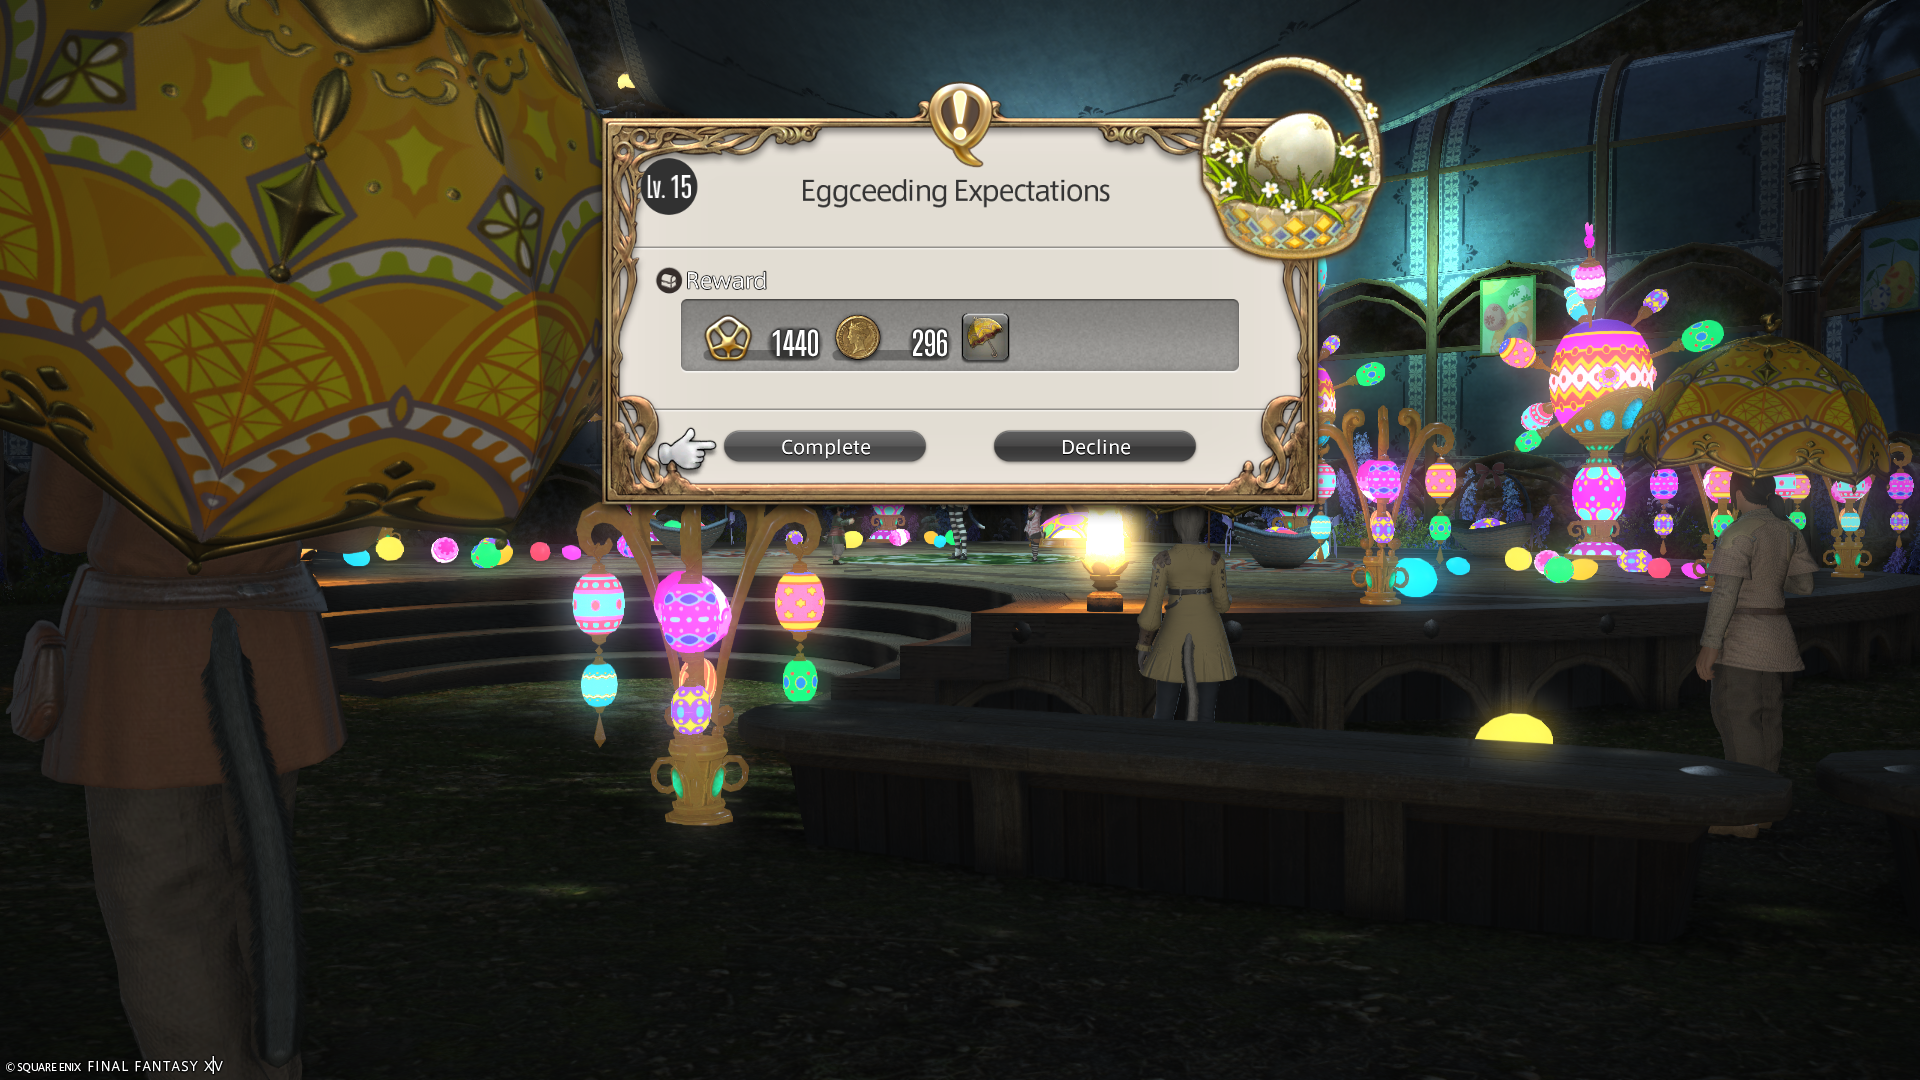 Lv. 15
Eggceeding Expectations
Reward
1440 296
Complete Decline
© SQUARE ENIX FINAL FANTASY XIV